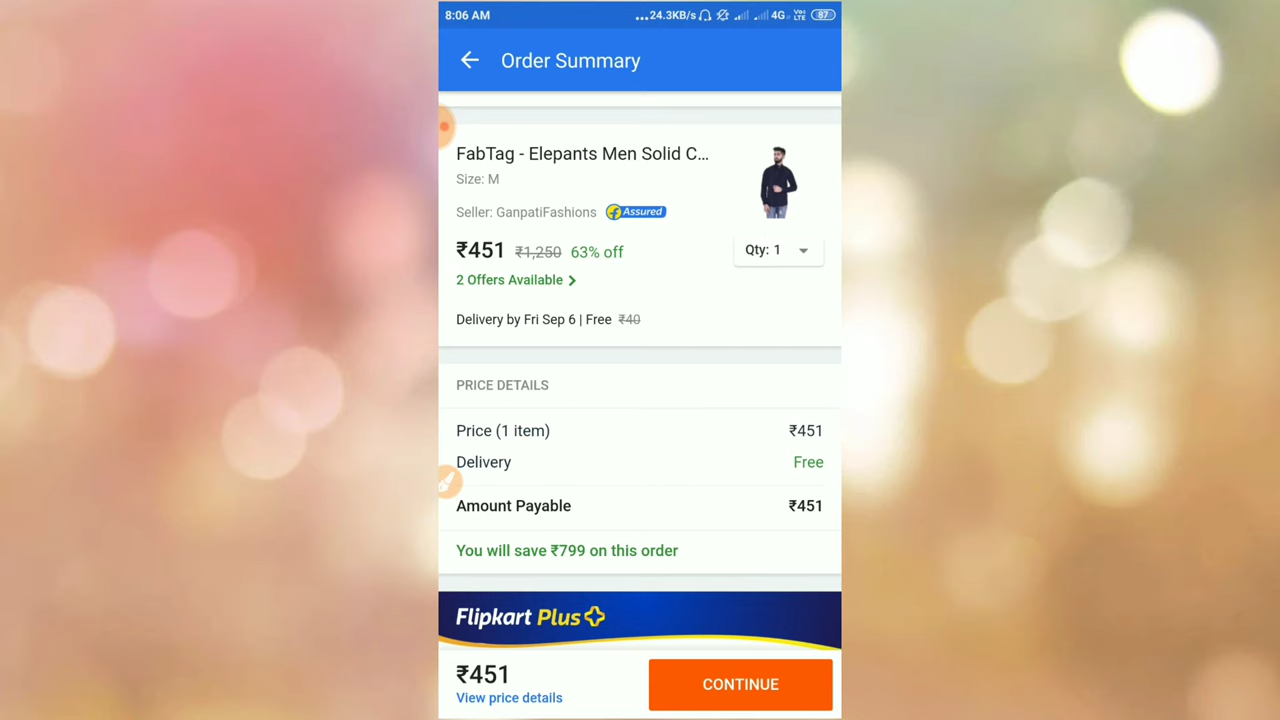 8:06 AM
...24.3KB/s 4G Vo LTE 87
Order Summary
FabTag - Elepants Men Solid C...
Size: M
Seller: GanpatiFashions f Assured
₹451 ₹1,250 63% off
Qty: 1
2 Offers Available
Delivery by Fri Sep 6 | Free ₹40
PRICE DETAILS
Price (1 item) ₹451
Delivery Free
Amount Payable ₹451
You will save ₹799 on this order
Flipkart Plus
₹451
View price details
CONTINUE